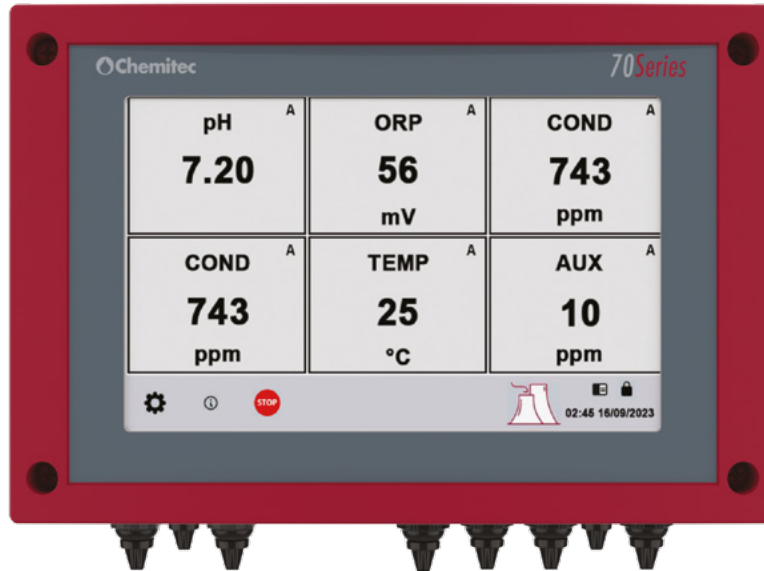 Chemitec
70Series
pH A
7.20
ORP A
56
mV
COND A
743
ppm
COND A
743
ppm
TEMP A
25
°C
AUX A
10
ppm
i
STOP
02:45 16/09/2023